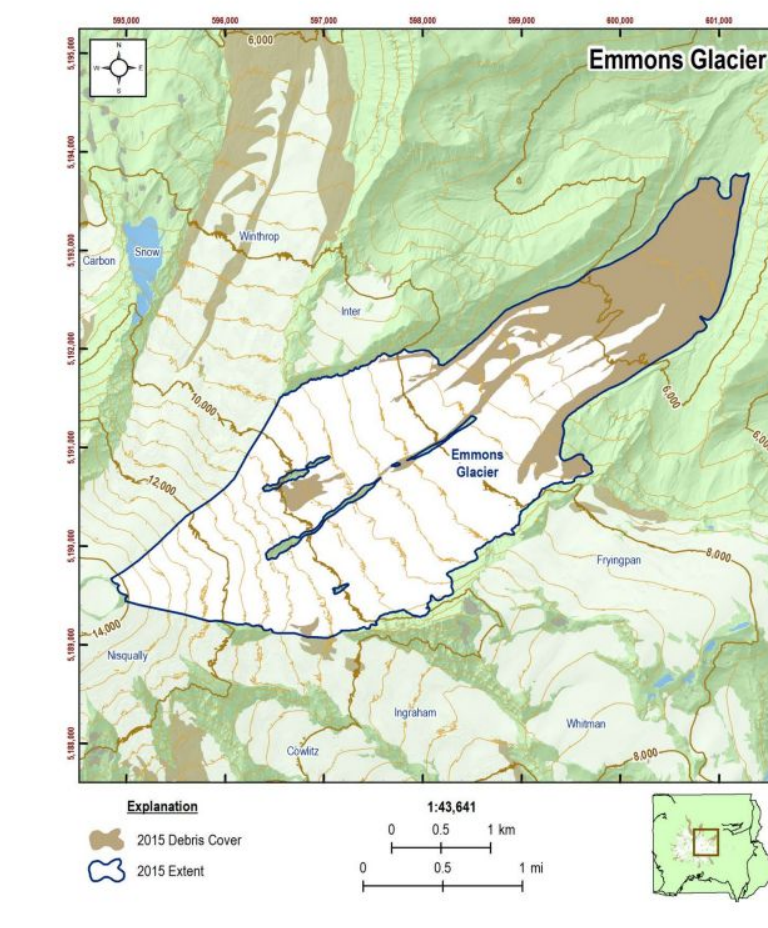 595,000 596,000 597,000 598,000 599,000 600,000 601,000
Emmons Glacier
N
W E
S
6,000
5,195,000
5,194,000
5,193,000
5,192,000
5,191,000
5,190,000
5,189,000
5,188,000
Winthrop
Snow
Carbon
Inter
10,000
6,000
6,0
12,000
Emmons
Glacier
8,000
Fryingpan
14,000
Nisqually
Ingraham
Whitman
Cowlitz
8,000
Explanation
2015 Debris Cover
2015 Extent
1:43,641
0 0.5 1 km
0 0.5 1 mi